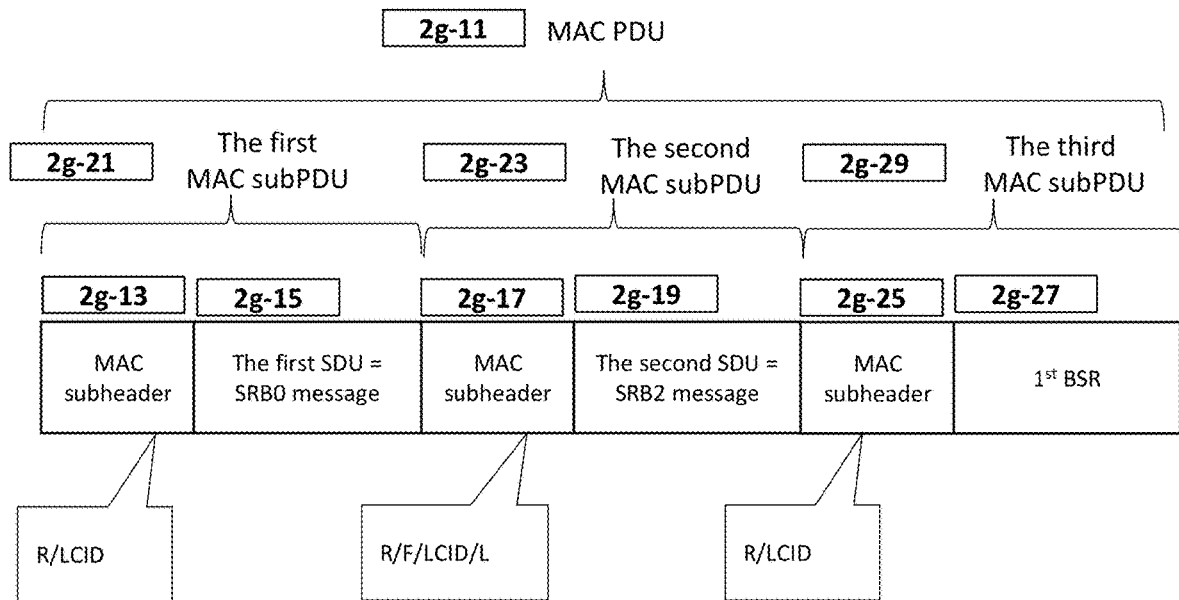 2g-11 MAC PDU
2g-21 The first MAC subPDU
2g-23 The second MAC subPDU
2g-29 The third MAC subPDU
2g-13
2g-15
2g-17
2g-19
2g-25
2g-27
MAC subheader
The first SDU = SRB0 message
MAC subheader
The second SDU = SRB2 message
MAC subheader
1st BSR
R/LCID
R/F/LCID/L
R/LCID